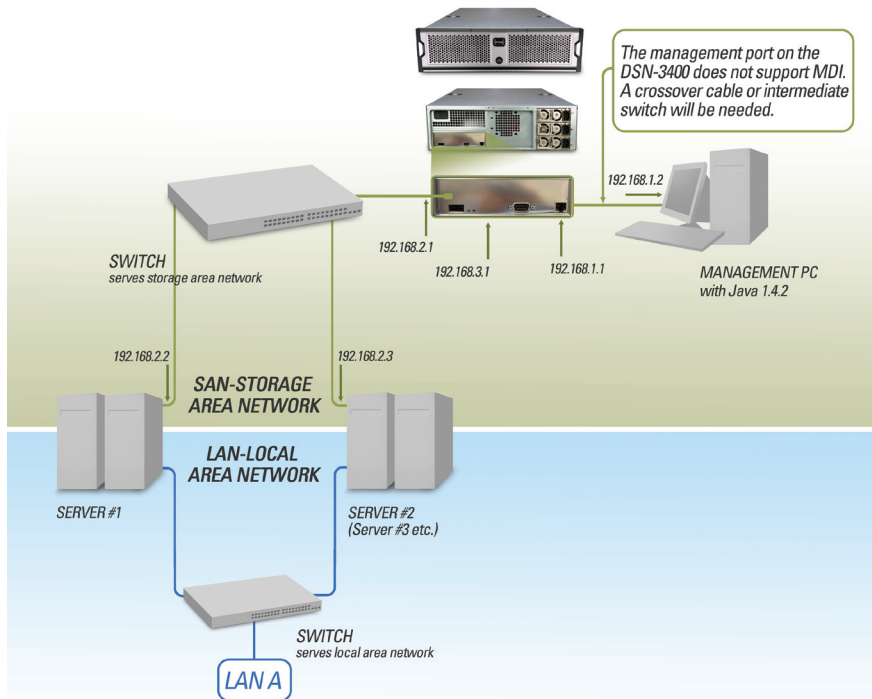 The management port on the
DSN-3400 does not support MDI.
A crossover cable or intermediate
switch will be needed.
192.168.1.2
192.168.2.1
192.168.3.1
192.168.1.1
SWITCH
serves storage area network
MANAGEMENT PC
with Java 1.4.2
192.168.2.2
192.168.2.3
SAN-STORAGE
AREA NETWORK
LAN-LOCAL
AREA NETWORK
SERVER #1
SERVER #2
(Server #3 etc.)
SWITCH
serves local area network
LAN A